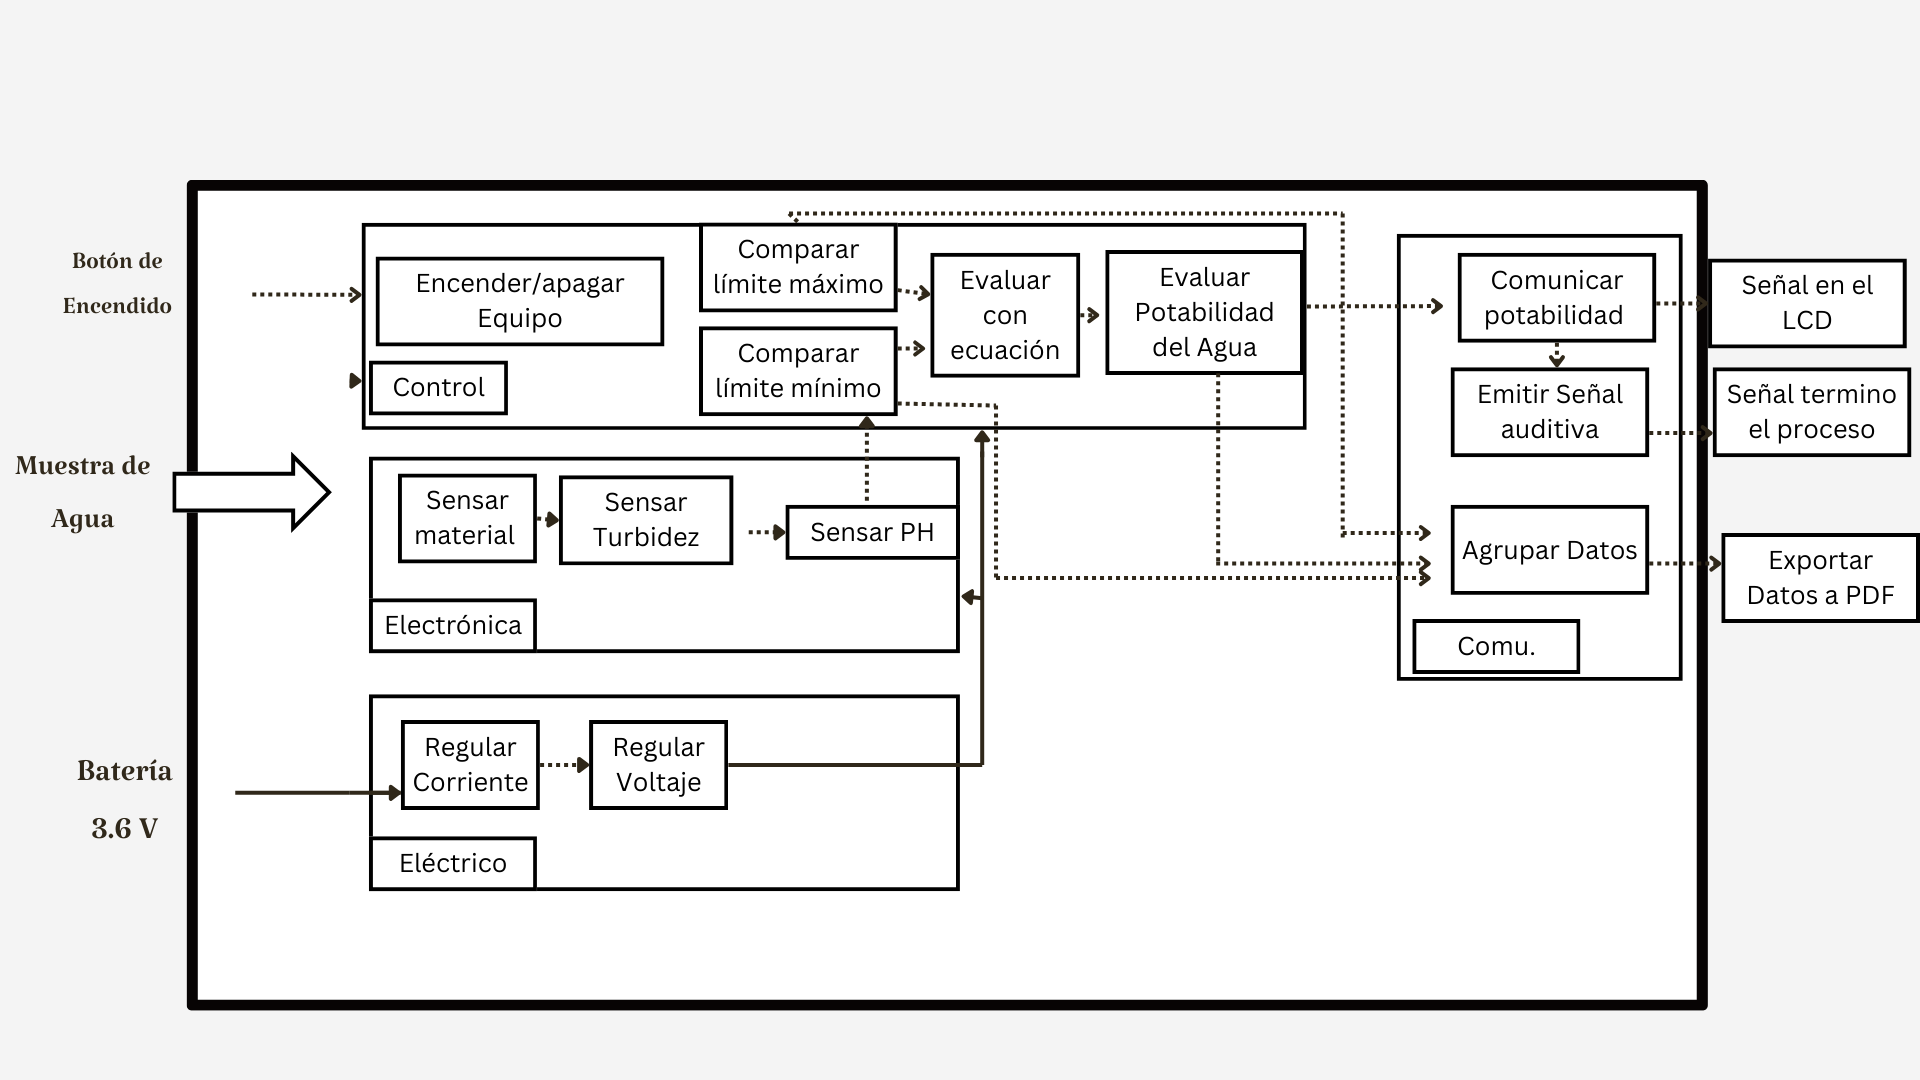 Botón de
Encendido
Muestra de
Agua
Batería
3.6 V
Encender/apagar
Equipo
Control
Comparar
límite máximo
Comparar
límite mínimo
Evaluar
con
ecuación
Evaluar
Potabilidad
del Agua
Sensar
material
Sensar
Turbidez
Sensar PH
Electrónica
Regular
Corriente
Regular
Voltaje
Eléctrico
Comunicar
potabilidad
Emitir Señal
auditiva
Agrupar Datos
Comu.
Señal en el
LCD
Señal termino
el proceso
Exportar
Datos a PDF